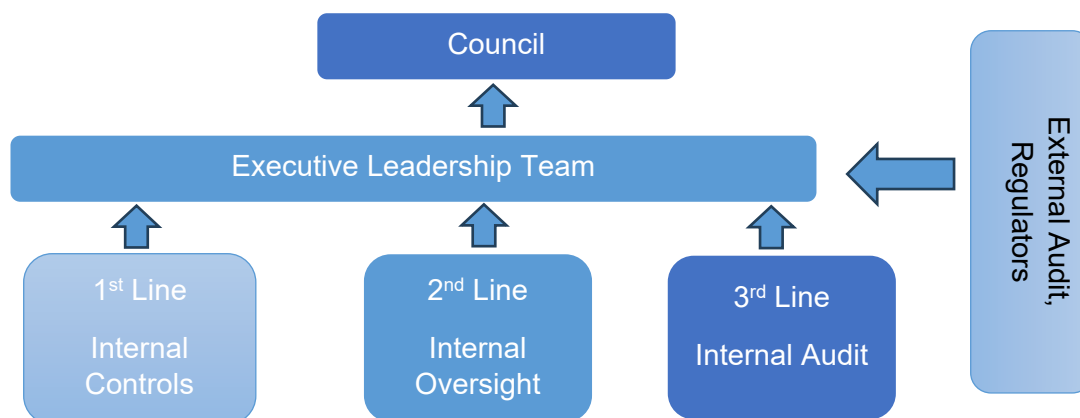 Council
Executive Leadership Team
External Audit,
Regulators
1st Line
Internal
Controls
2nd Line
Internal
Oversight
3rd Line
Internal Audit